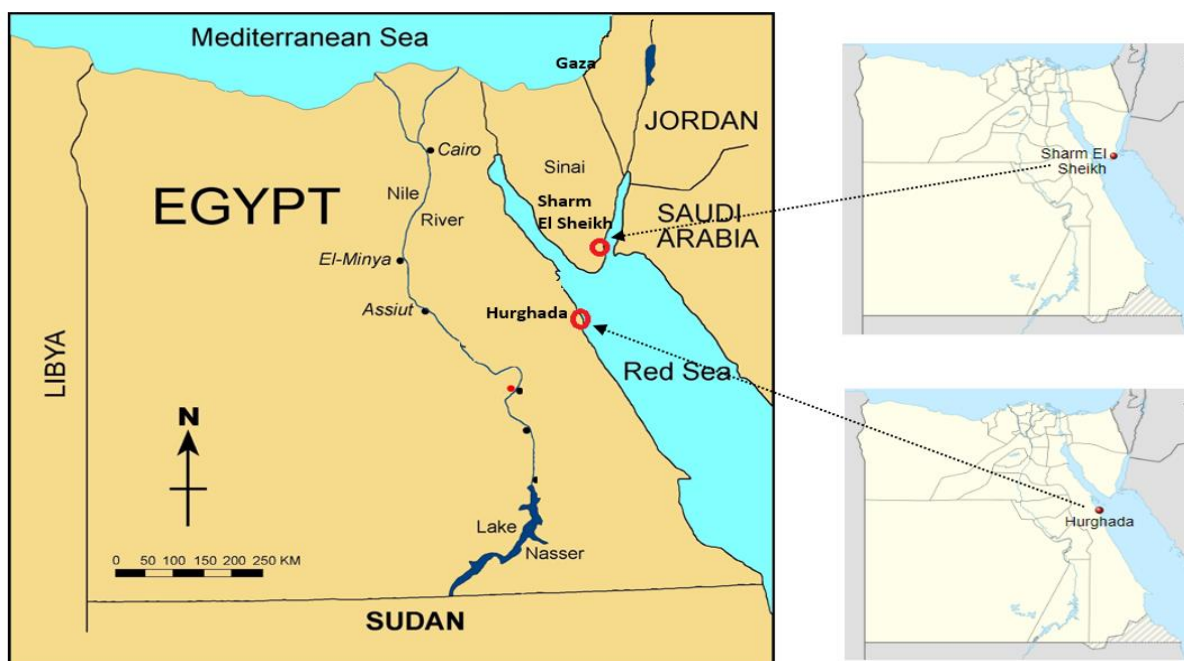 Mediterranean Sea
Gaza
JORDAN
Cairo
Sinai
Nile
River
EGYPT
Sharm
El Sheikh
SAUDI
ARABIA
El-Minya
Assiut
Hurghada
LIBYA
Red Sea
N
Lake
Nasser
0 50 100 150 200 250 KM
SUDAN
Sharm El
Sheikh
Hurghada